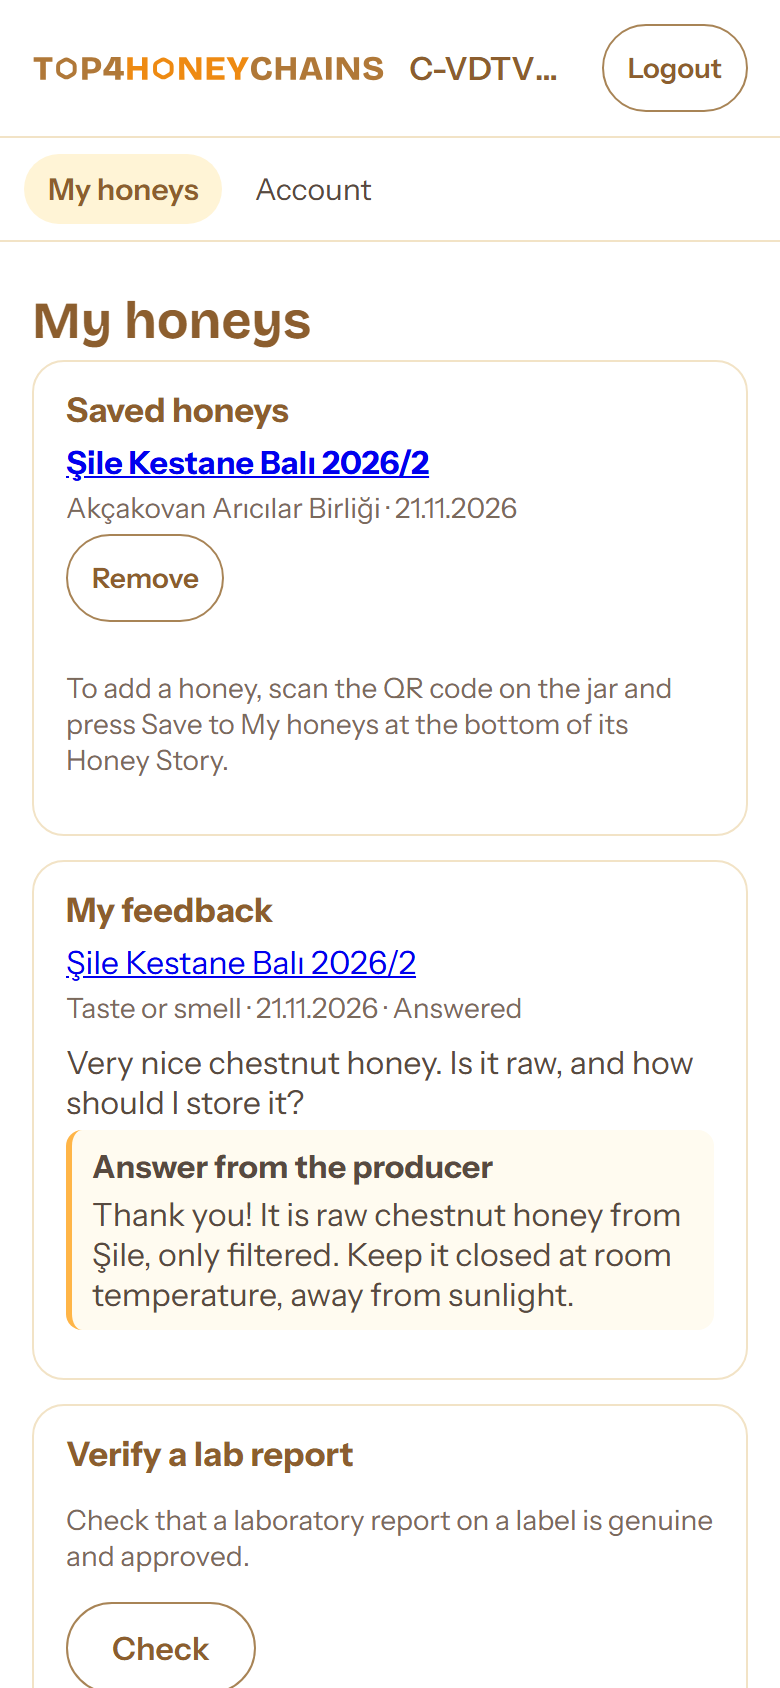 TOP4HONEYCHAINS C-VDTV... Logout
My honeys Account
My honeys
Saved honeys
Şile Kestane Balı 2026/2
Akçakovan Arıcılar Birliği · 21.11.2026
Remove
To add a honey, scan the QR code on the jar and
press Save to My honeys at the bottom of its
Honey Story.
My feedback
Şile Kestane Balı 2026/2
Taste or smell · 21.11.2026 · Answered
Very nice chestnut honey. Is it raw, and how
should I store it?
Answer from the producer
Thank you! It is raw chestnut honey from
Şile, only filtered. Keep it closed at room
temperature, away from sunlight.
Verify a lab report
Check that a laboratory report on a label is genuine
and approved.
Check